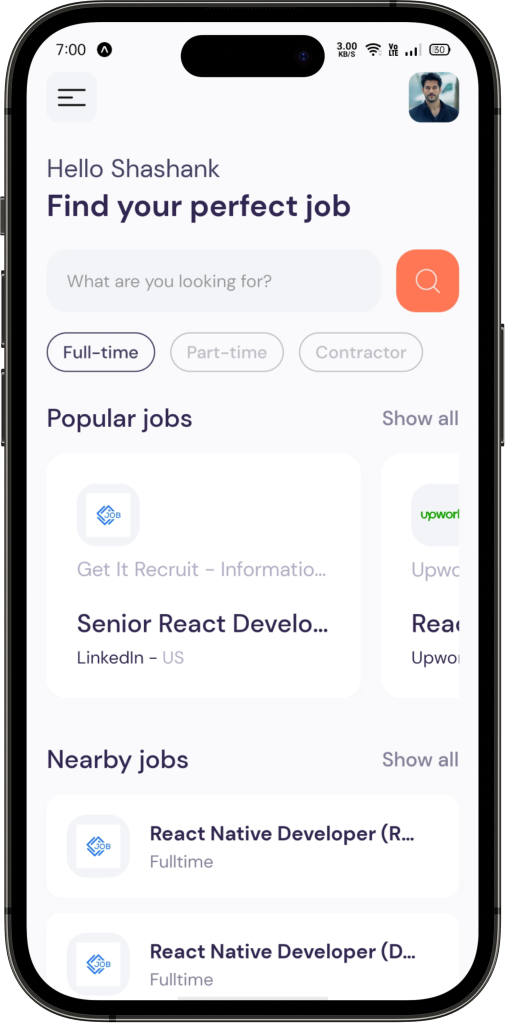 7:00
3.00
KB/S
Vo
LTE
30
Hello Shashank
Find your perfect job
What are you looking for?
Full-time
Part-time
Contractor
Popular jobs
Show all
JOB
upwor
Get It Recruit - Informatio...
Upwo
Senior React Develo...
Reac
LinkedIn - US
Upwor
Nearby jobs
Show all
JOB
React Native Developer (R...
Fulltime
JOB
React Native Developer (D...
Fulltime